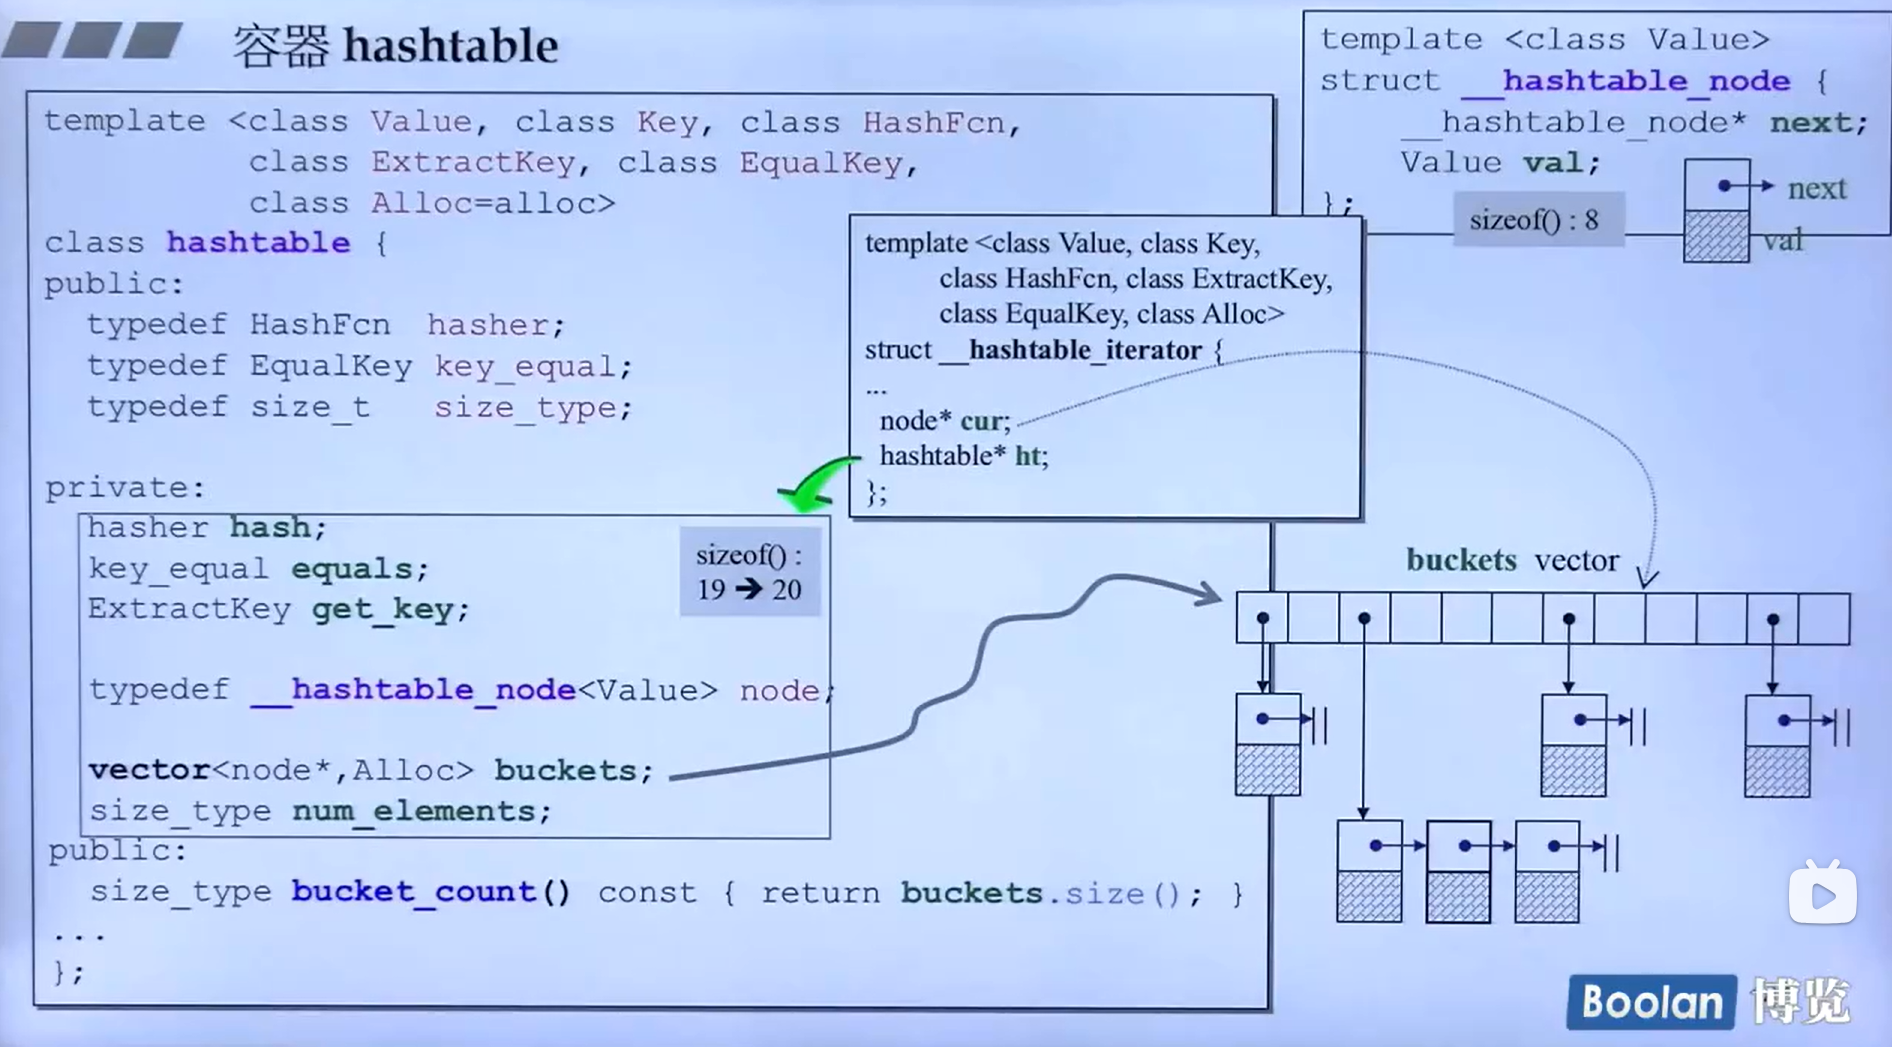 容器 hashtable
template <class Value, class Key, class HashFcn,
class ExtractKey, class EqualKey,
class Alloc=alloc>
class hashtable {
public:
typedef HashFcn hasher;
typedef EqualKey key_equal;
typedef size_t size_type;
private:
hasher hash;
key_equal equals;
ExtractKey get_key;
typedef __hashtable_node<Value> node;
vector<node*,Alloc> buckets;
size_type num_elements;
public:
size_type bucket_count() const { return buckets.size(); }
...
};
sizeof() :
19 ➔ 20
template <class Value, class Key,
class HashFcn, class ExtractKey,
class EqualKey, class Alloc>
struct __hashtable_iterator {
...
node* cur;
hashtable* ht;
};
template <class Value>
struct __hashtable_node {
__hashtable_node* next;
Value val;
};
sizeof() : 8
next
val
buckets vector
Boolan 博览